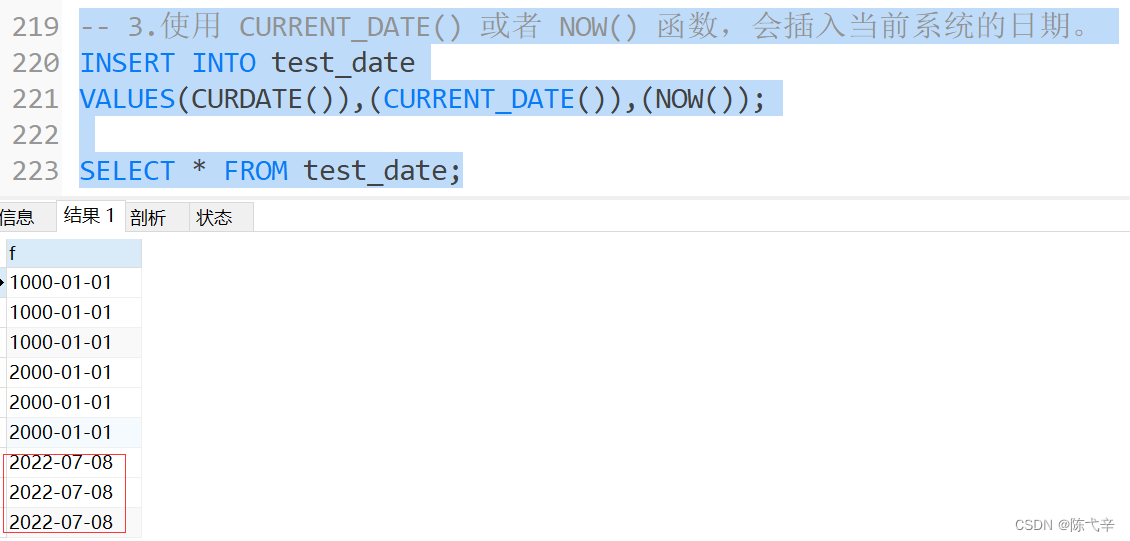 219 -- 3.使用 CURRENT_DATE() 或者 NOW() 函数，会插入当前系统的日期。
220 INSERT INTO test_date
221 VALUES(CURDATE()),(CURRENT_DATE()),(NOW());
222
223 SELECT * FROM test_date;
信息 结果 1 剖析 状态
f
1000-01-01
1000-01-01
1000-01-01
2000-01-01
2000-01-01
2000-01-01
2022-07-08
2022-07-08
2022-07-08
CSDN @陈弋辛